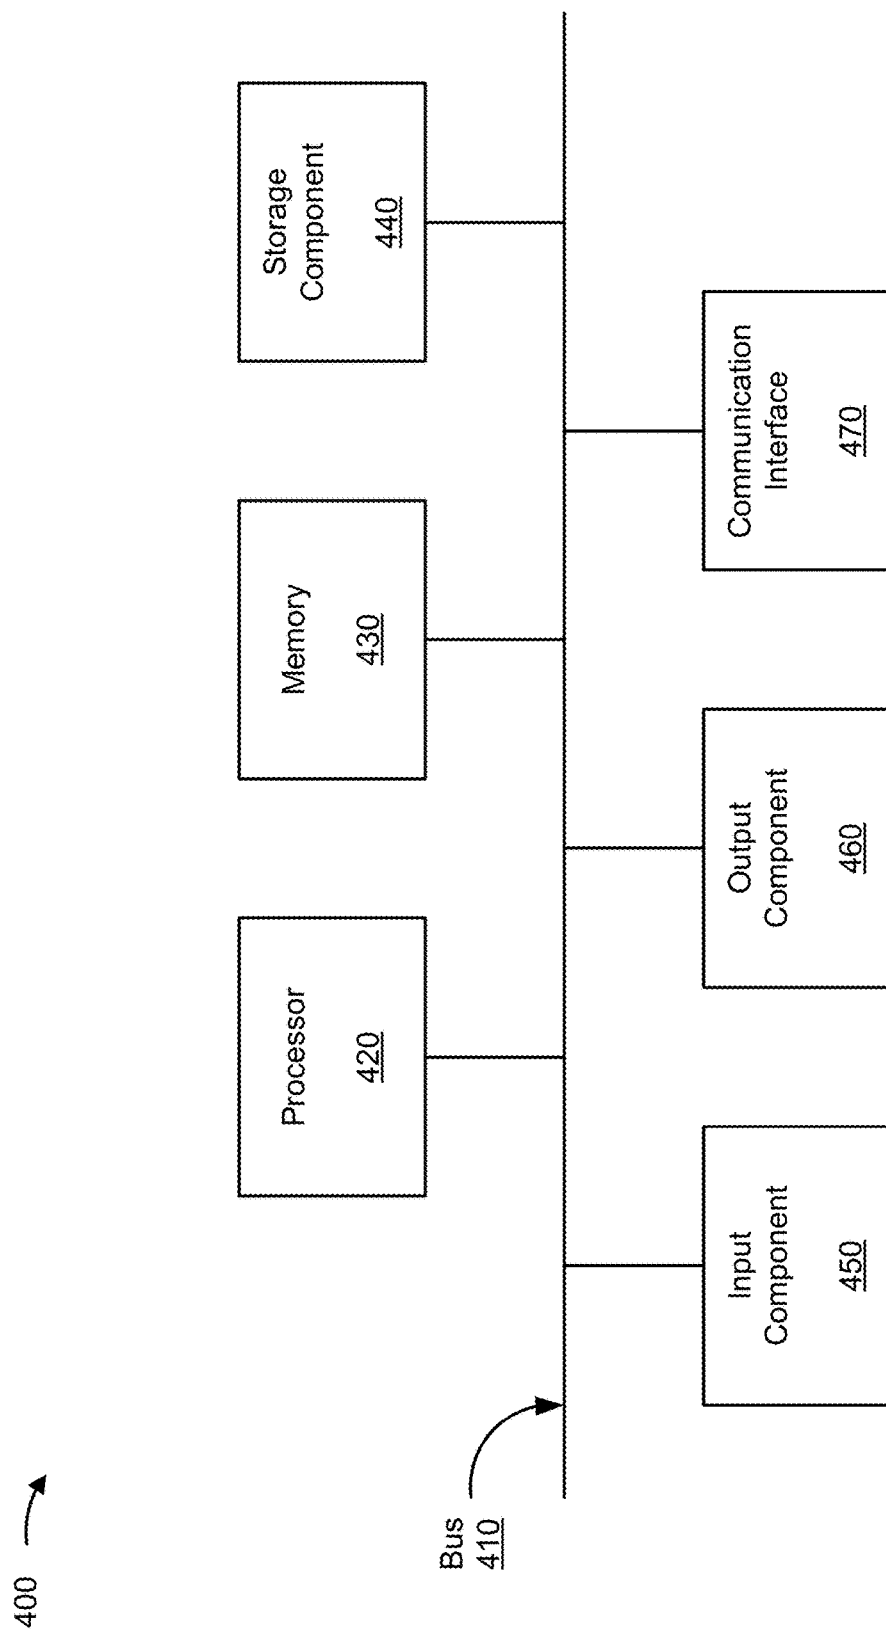 400
Bus
410
Processor
420
Memory
430
Storage
Component
440
Input
Component
450
Output
Component
460
Communication
Interface
470